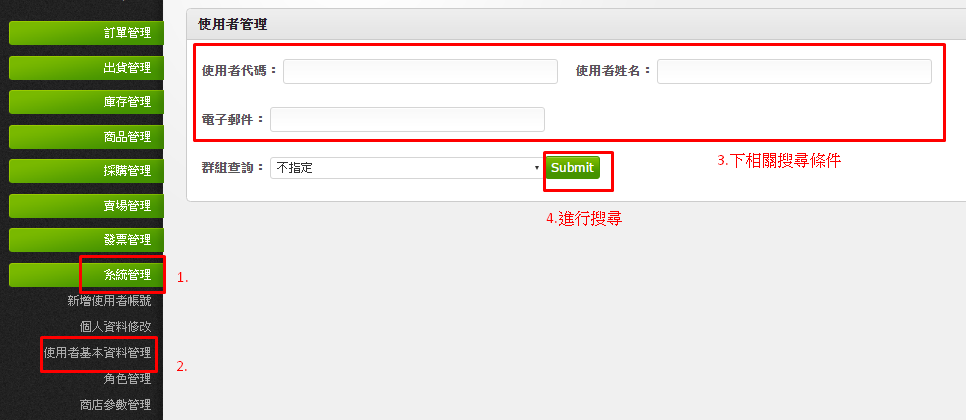 訂單管理
出貨管理
庫存管理
商品管理
採購管理
賣場管理
發票管理
系統管理
1.
新增使用者帳號
個人資料修改
使用者基本資料管理
2.
角色管理
商店參數管理
使用者管理
使用者代碼：
使用者姓名：
電子郵件：
3.下相關搜尋條件
群組查詢：不指定
Submit
4.進行搜尋